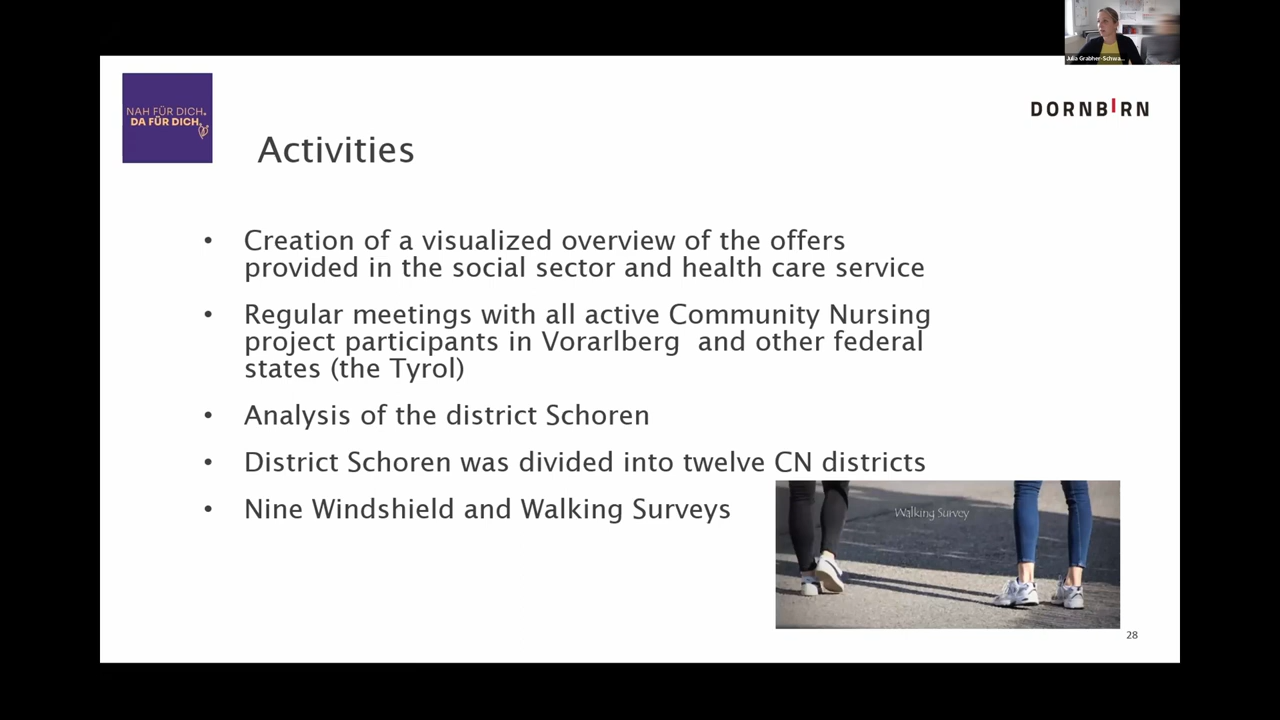 Julia Grabher-Schwa...
NAH FÜR DICH.
DA FÜR DICH.
DORNBIRN
Activities
• Creation of a visualized overview of the offers
provided in the social sector and health care service
• Regular meetings with all active Community Nursing
project participants in Vorarlberg  and other federal
states (the Tyrol)
• Analysis of the district Schoren
• District Schoren was divided into twelve CN districts
• Nine Windshield and Walking Surveys
Walking Survey
28